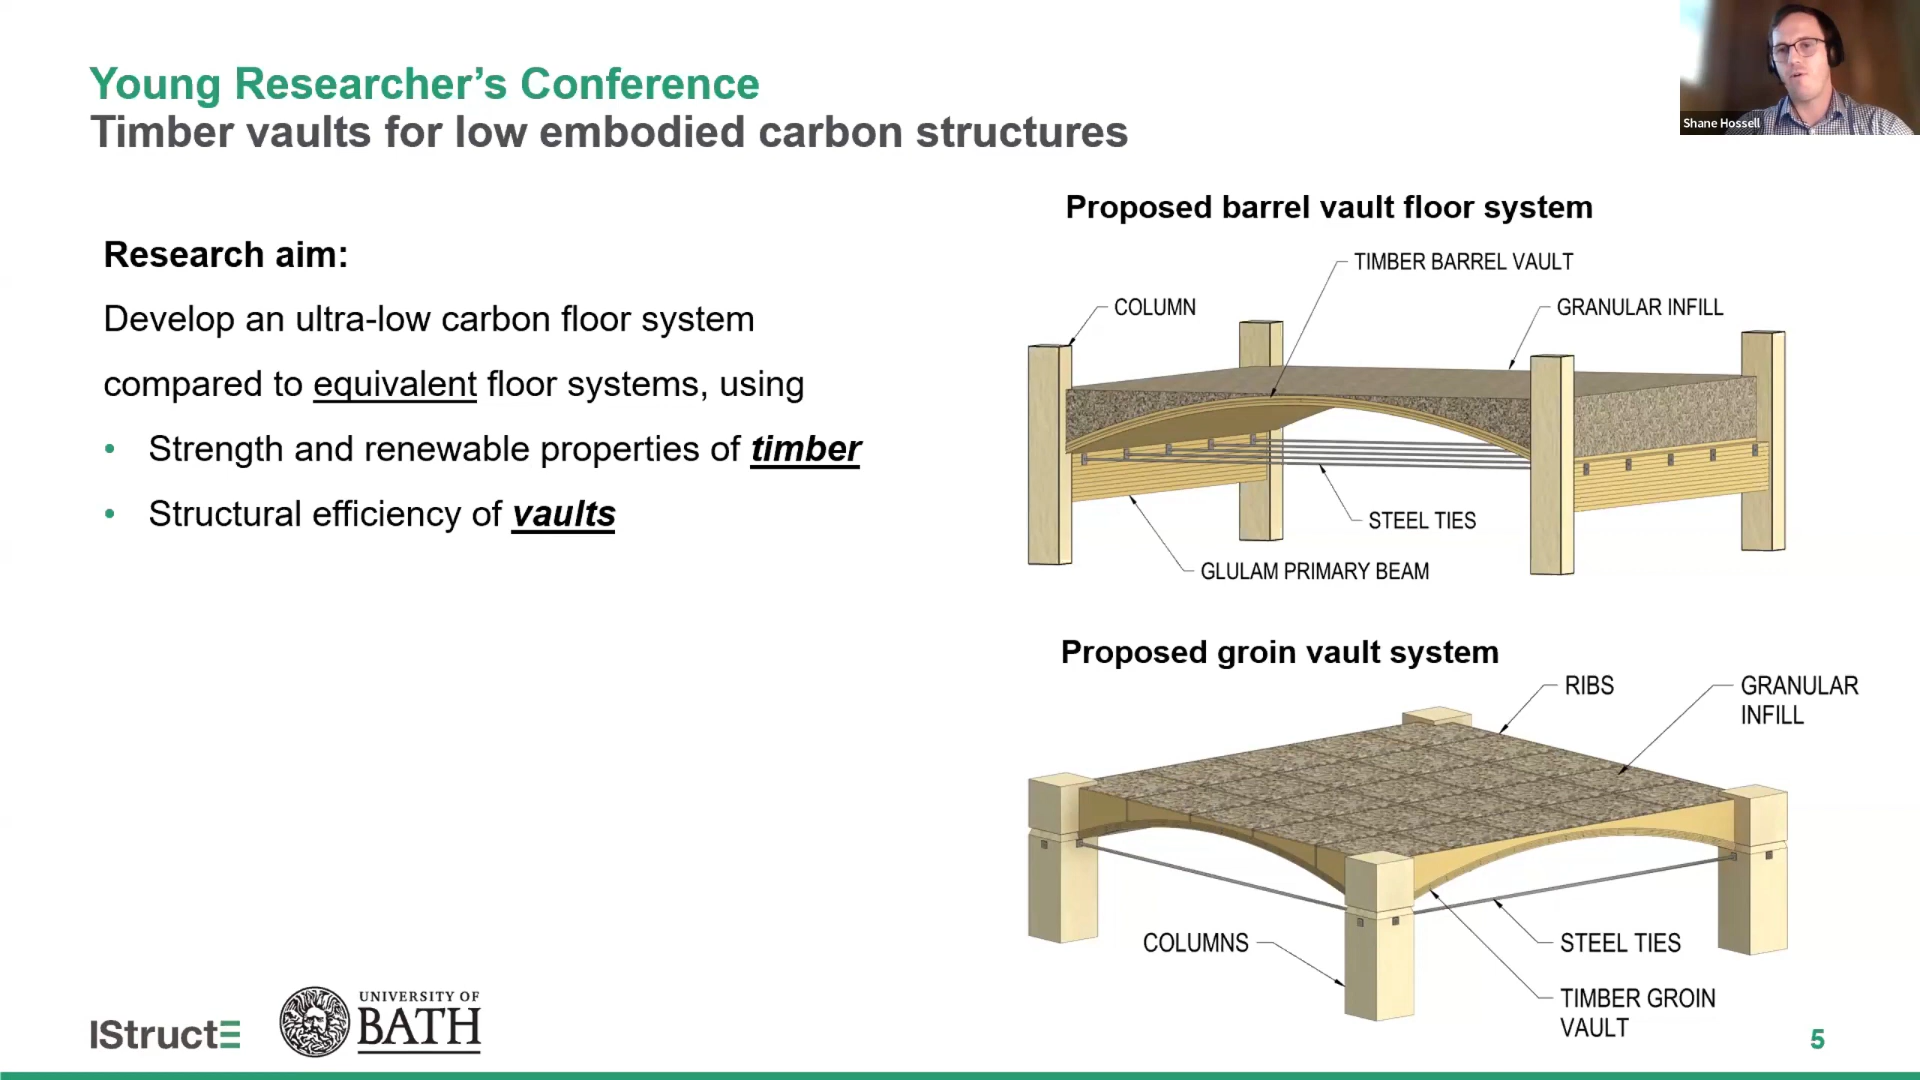 Young Researcher's Conference
Timber vaults for low embodied carbon structures
Shane Hossell
Research aim:
Develop an ultra-low carbon floor system
compared to equivalent floor systems, using
• Strength and renewable properties of timber
• Structural efficiency of vaults
Proposed barrel vault floor system
TIMBER BARREL VAULT
COLUMN
GRANULAR INFILL
STEEL TIES
GLULAM PRIMARY BEAM
Proposed groin vault system
RIBS
GRANULAR
INFILL
COLUMNS
STEEL TIES
TIMBER GROIN
VAULT
IStructE
UNIVERSITY OF
BATH
5